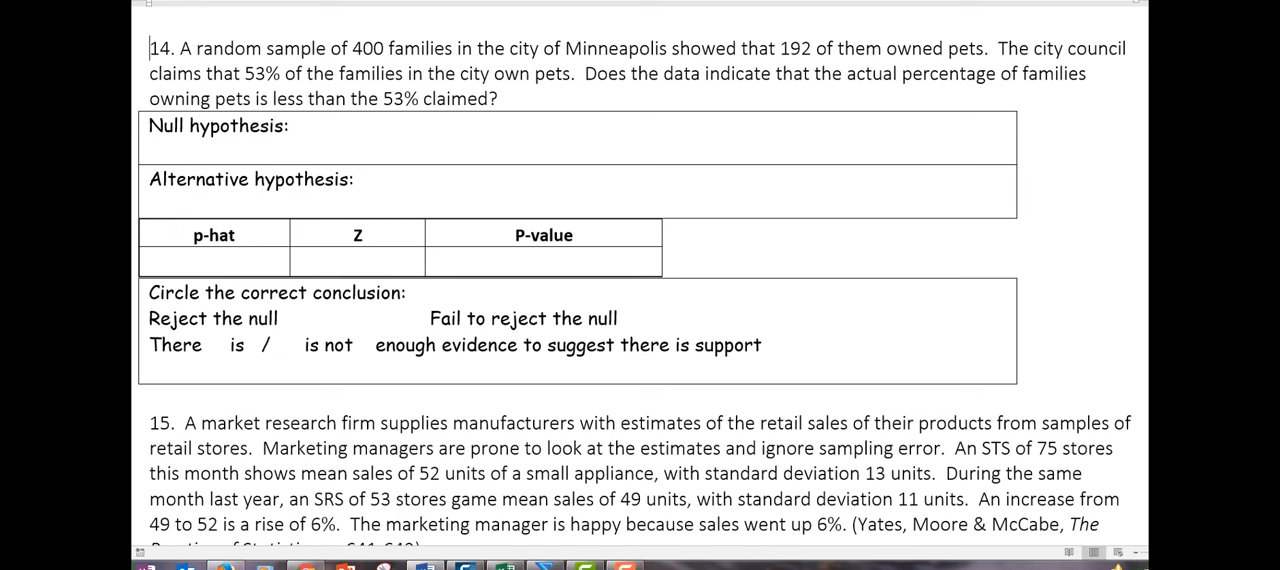 14. A random sample of 400 families in the city of Minneapolis showed that 192 of them owned pets.  The city council
claims that 53% of the families in the city own pets.  Does the data indicate that the actual percentage of families
owning pets is less than the 53% claimed?
Null hypothesis:
Alternative hypothesis:
p-hat Z P-value
Circle the correct conclusion:
Reject the null Fail to reject the null
There is / is not enough evidence to suggest there is support
15.  A market research firm supplies manufacturers with estimates of the retail sales of their products from samples of
retail stores.  Marketing managers are prone to look at the estimates and ignore sampling error.  An STS of 75 stores
this month shows mean sales of 52 units of a small appliance, with standard deviation 13 units.  During the same
month last year, an SRS of 53 stores game mean sales of 49 units, with standard deviation 11 units.  An increase from
49 to 52 is a rise of 6%.  The marketing manager is happy because sales went up 6%. (Yates, Moore & McCabe, The